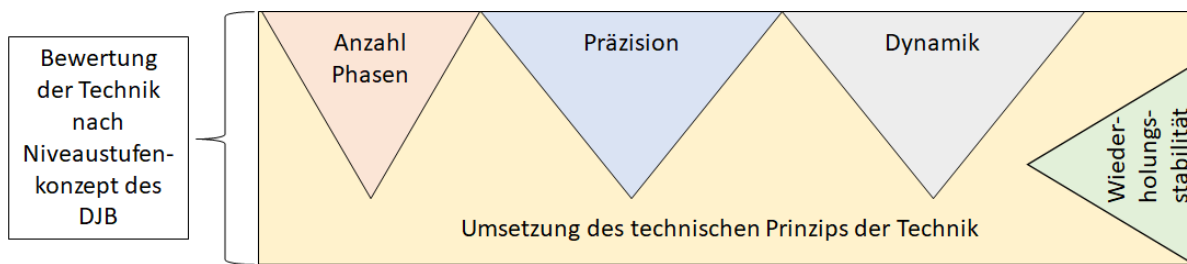 Bewertung
der Technik
nach
Niveaustufen-
konzept des
DJB
Anzahl
Phasen
Präzision
Dynamik
Wieder-
holungs-
stabilität
Umsetzung des technischen Prinzips der Technik